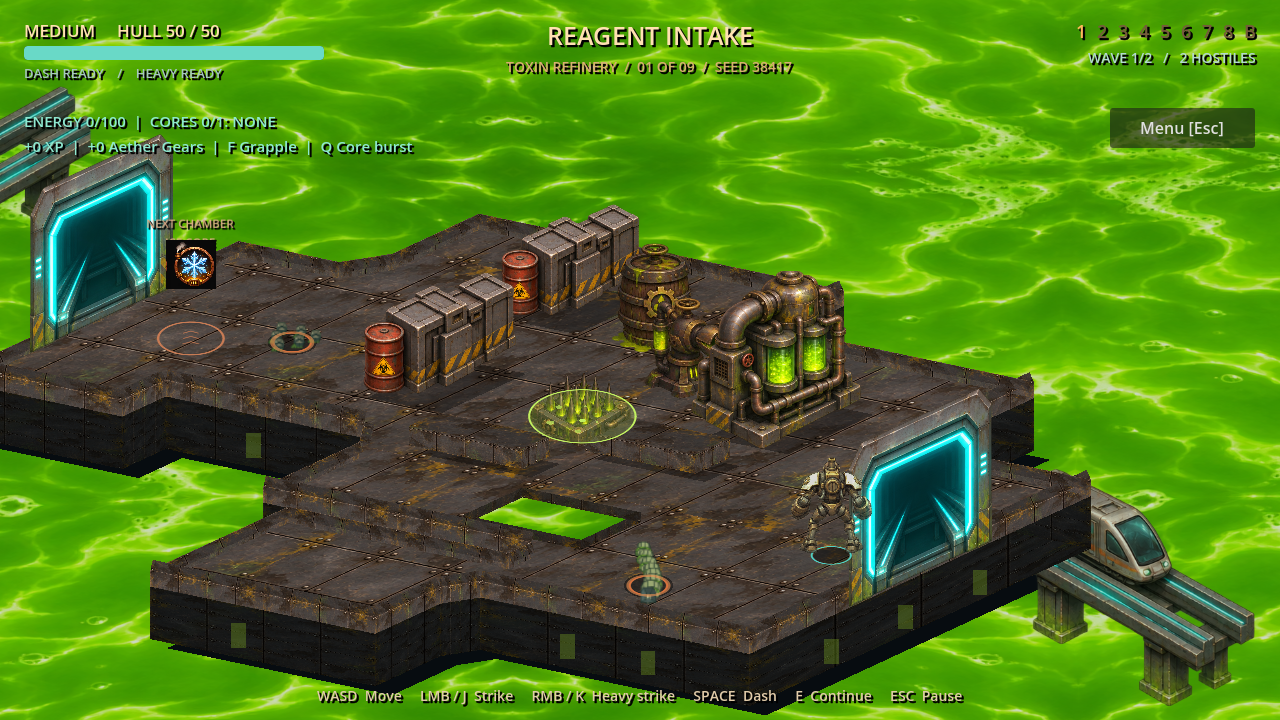 MEDIUM HULL 50 / 50
DASH READY / HEAVY READY
ENERGY 0/100 | CORES 0/1: NONE
+0 XP | +0 Aether Gears | F Grapple | Q Core burst
REAGENT INTAKE
TOXIN REFINERY / 01 OF 09 / SEED 38417
1 2 3 4 5 6 7 8 B
WAVE 1/2 / 2 HOSTILES
Menu [Esc]
NEXT CHAMBER
WASD Move LMB / J Strike RMB / K Heavy strike SPACE Dash E Continue ESC Pause